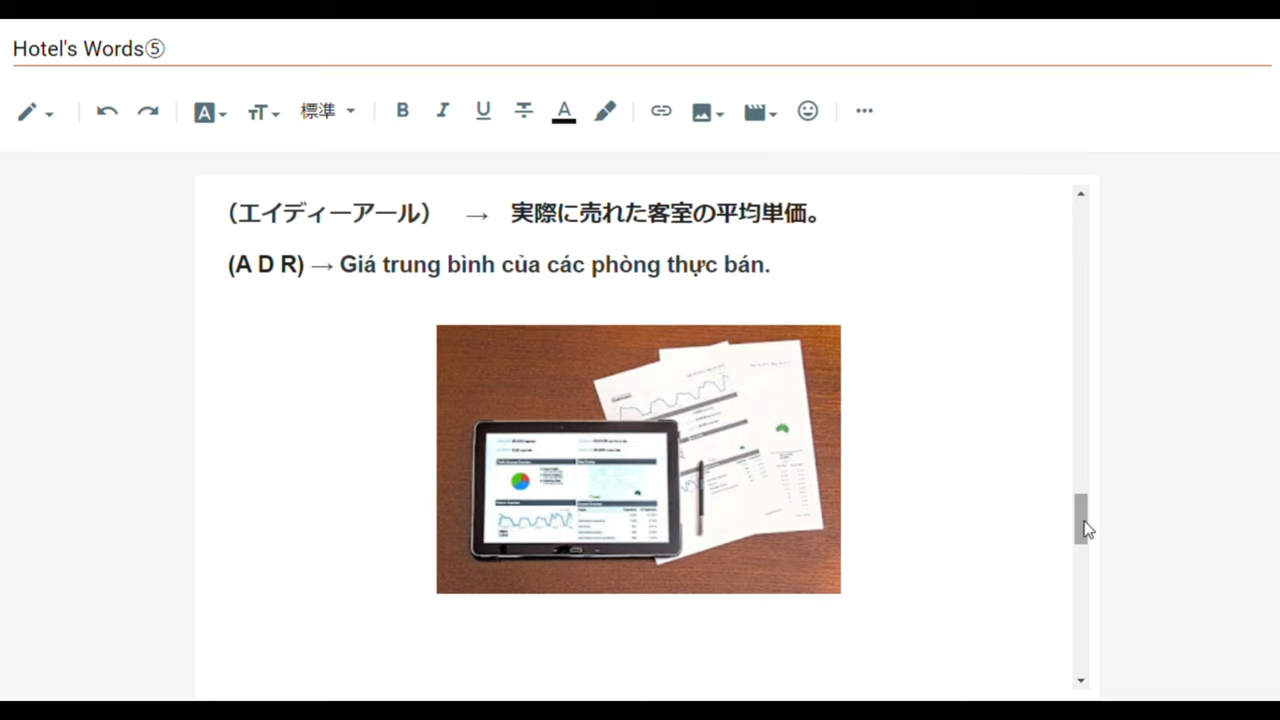 Hotel's Words⑤
標準
（エイディーアール）　→　実際に売れた客室の平均単価。
(A D R) → Giá trung bình của các phòng thực bán.